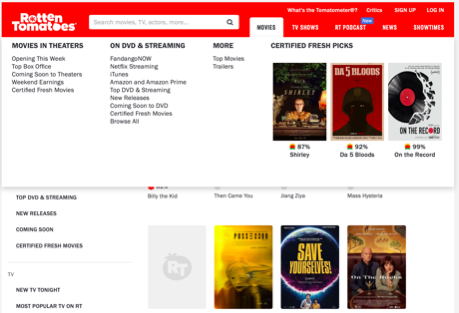 What's the Tomatometer®?
Critics
SIGN UP
LOG IN
Rotten
Tomatoes
Search movies, TV, actors, more...
MOVIES
TV SHOWS
RT PODCAST
New
NEWS
SHOWTIMES
MOVIES IN THEATERS
Opening This Week
Top Box Office
Coming Soon to Theaters
Weekend Earnings
Certified Fresh Movies
ON DVD & STREAMING
FandangoNOW
Netflix Streaming
iTunes
Amazon and Amazon Prime
Top DVD & Streaming
New Releases
Coming Soon to DVD
Certified Fresh Movies
Browse All
MORE
Top Movies
Trailers
CERTIFIED FRESH PICKS
SHIRLEY
DA 5 BLOODS
ON THE RECORD
87%
Shirley
92%
Da 5 Bloods
99%
On the Record
TOP DVD & STREAMING
NEW RELEASES
COMING SOON
CERTIFIED FRESH MOVIES
TV
NEW TV TONIGHT
MOST POPULAR TV ON RT
Billy the Kid
Then Came You
Jiang Ziya
Mass Hysteria
RT
POSSESSOR
SAVE
YOURSELVES!
On The Rocks